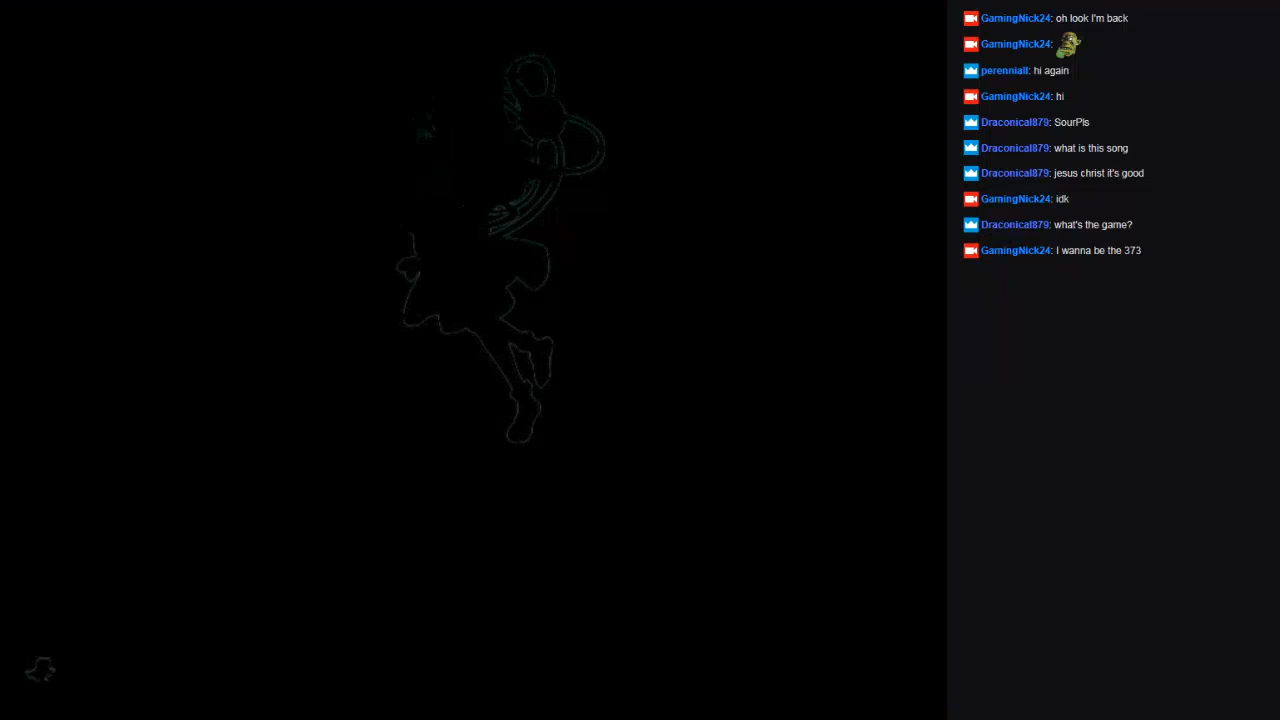 GamingNick24: oh look I'm back
GamingNick24:
perenniall: hi again
GamingNick24: hi
Draconical879: SourPls
Draconical879: what is this song
Draconical879: jesus christ it's good
GamingNick24: idk
Draconical879: what's the game?
GamingNick24: I wanna be the 373